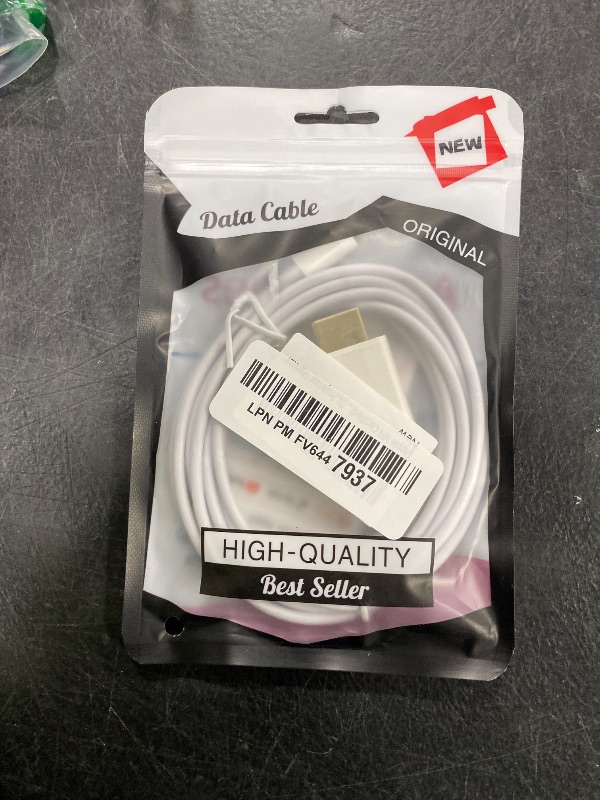 NEW
Data Cable
ORIGINAL
LPN PM FV644 7937
HIGH-QUALITY
Best Seller